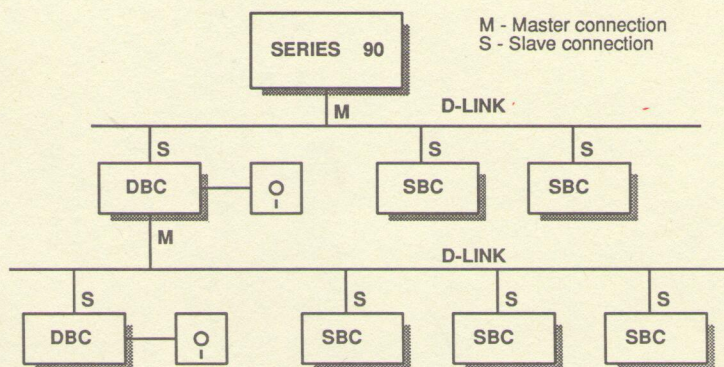 M - Master connection
S - Slave connection
SERIES 90
M
D-LINK
S S S
DBC SBC SBC
M
D-LINK
S S S S
DBC SBC SBC SBC